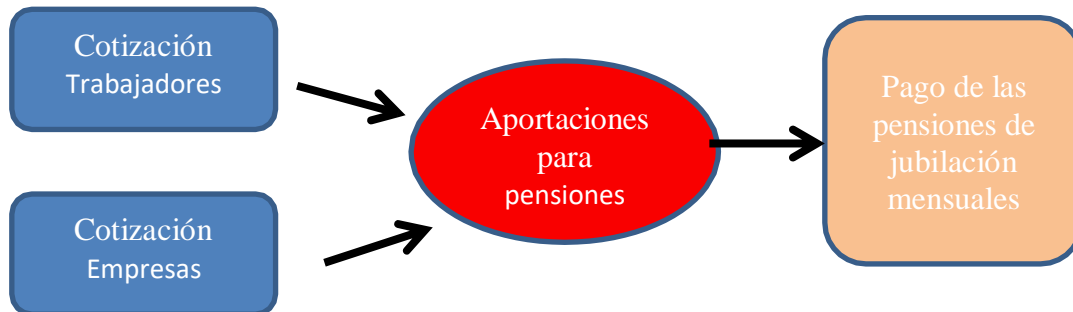 Cotización
Trabajadores
Cotización
Empresas
Aportaciones
para
pensiones
Pago de las
pensiones de
jubilación
mensuales